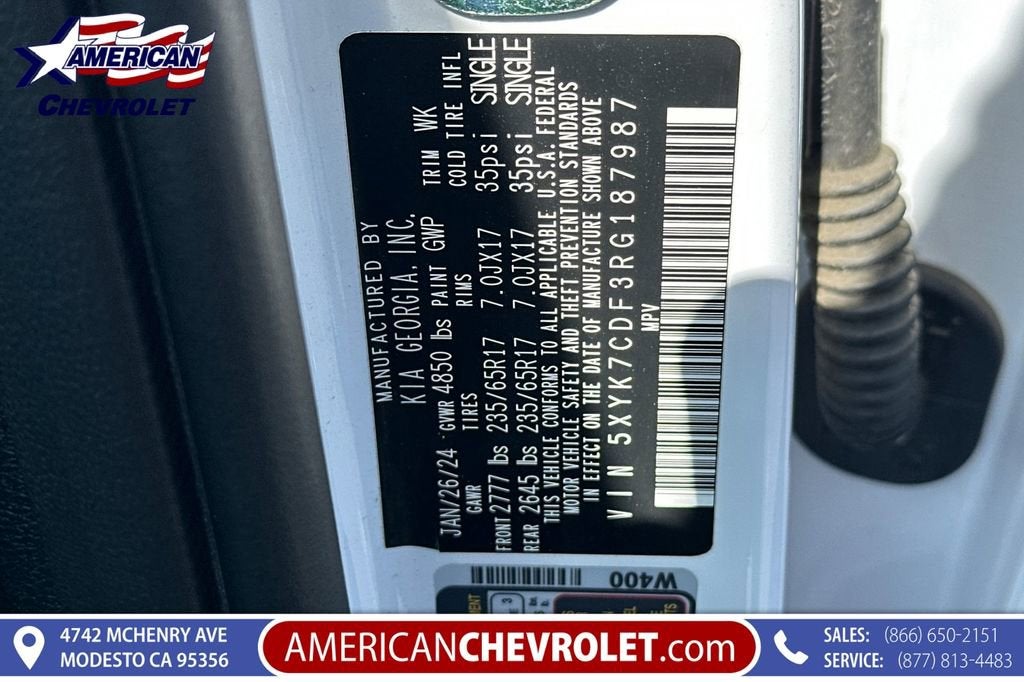 AMERICAN
CHEVROLET
MANUFACTURED BY
KIA GEORGIA, INC.
JAN/26/24 GVWR 4850 lbs PAINT GWP TRIM WK
GAWR TIRES RIMS COLD TIRE INFL
FRONT 2777 lbs 235/65R17 7.0JX17 35psi SINGLE
REAR 2645 lbs 235/65R17 7.0JX17 35psi SINGLE
THIS VEHICLE CONFORMS TO ALL APPLICABLE U.S.A. FEDERAL
MOTOR VEHICLE SAFETY AND THEFT PREVENTION STANDARDS
IN EFFECT ON THE DATE OF MANUFACTURE SHOWN ABOVE
VIN 5XYK7CDF3RG187987
MPV
W400
4742 MCHENRY AVE
MODESTO CA 95356
AMERICANCHEVROLET.com
SALES: (866) 650-2151
SERVICE: (877) 813-4483